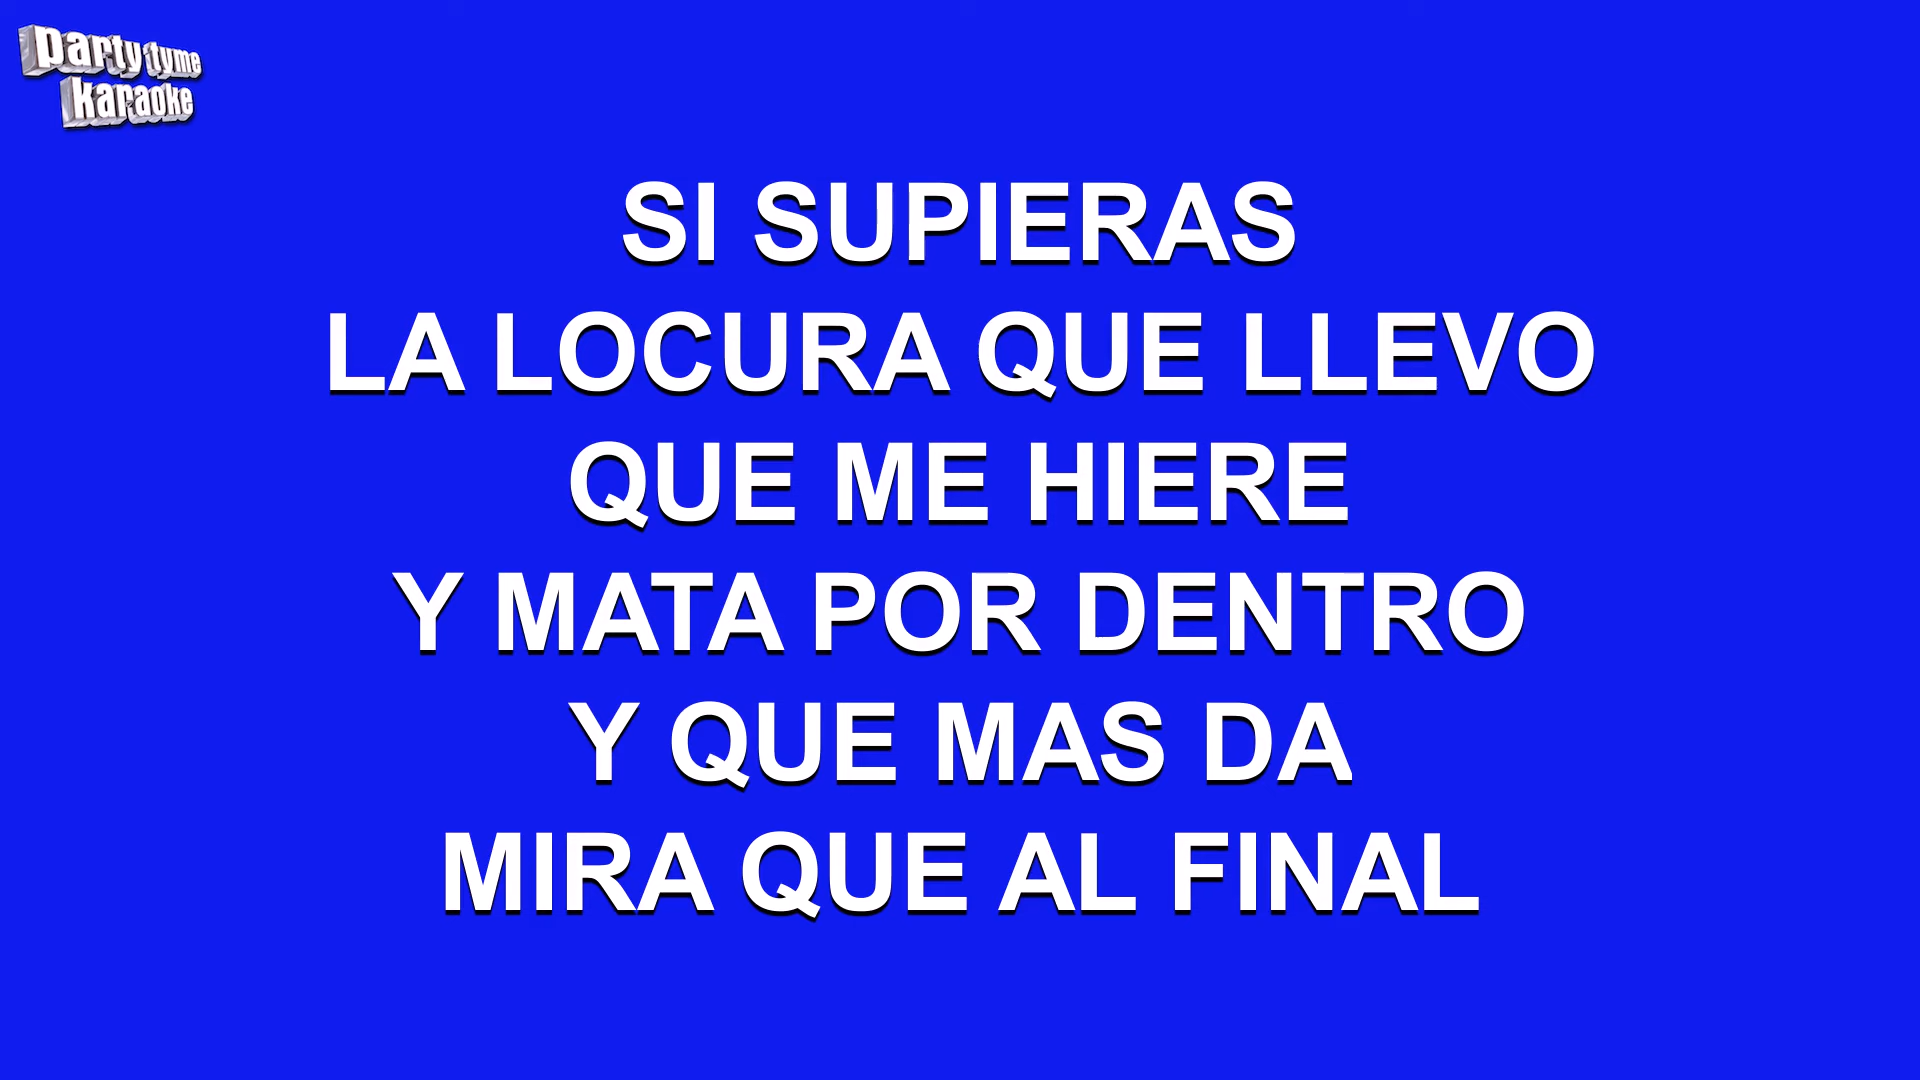 party tyme
karaoke
SI SUPIERAS
LA LOCURA QUE LLEVO
QUE ME HIERE
Y MATA POR DENTRO
Y QUE MAS DA
MIRA QUE AL FINAL